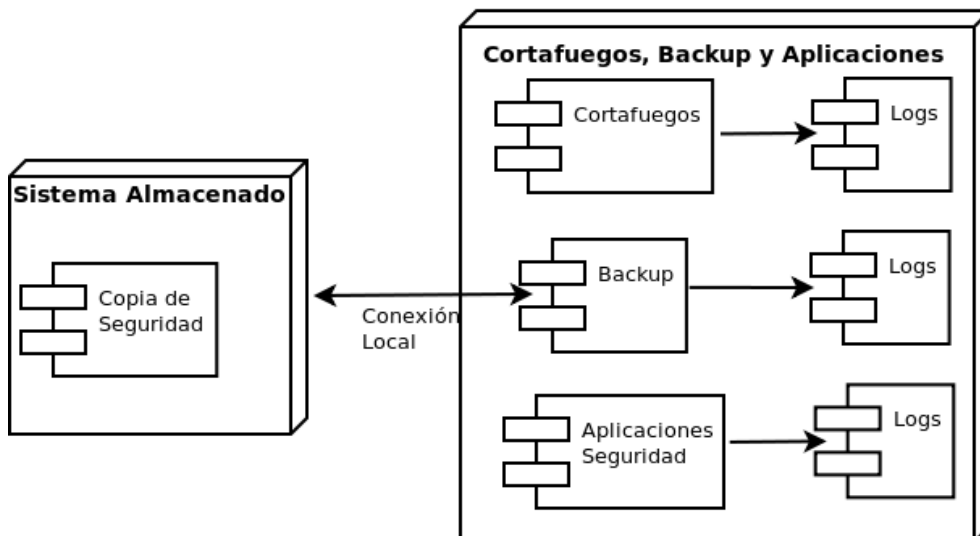 Cortafuegos, Backup y Aplicaciones
Cortafuegos
Logs
Sistema Almacenado
Copia de
Seguridad
Conexión
Local
Backup
Logs
Aplicaciones
Seguridad
Logs